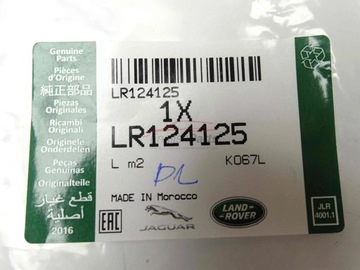 Genuine
Parts
Pièces
d'Origine
純正部品
Piezas
Originales
Ricambi
Originali
Originele
Onderdelen
Peças
Genuínas
Originalteile
قطع غيار
أصلية
2016
LR124125
1X
LR124125
L m2
K067L
DL
MADE IN Morocco
EAC
JAGUAR
LAND-
ROVER
JLR
4001.1